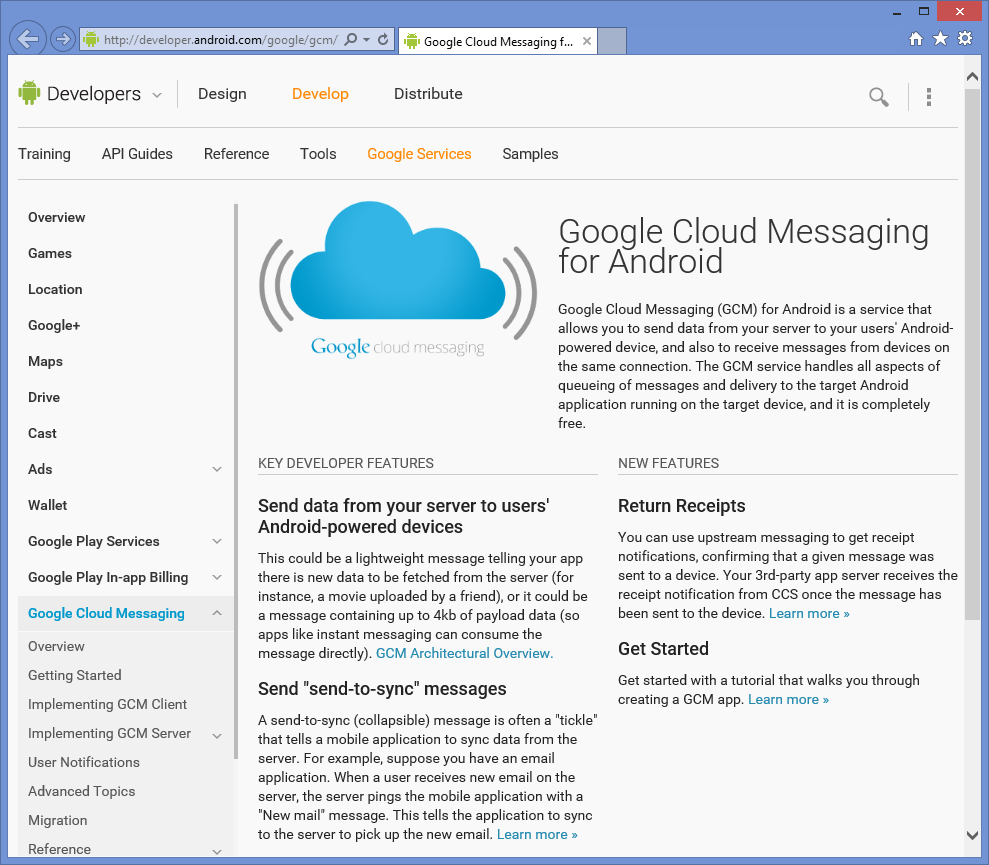 http://developer.android.com/google/gcm/
Google Cloud Messaging f...
Developers
Design
Develop
Distribute
Training
API Guides
Reference
Tools
Google Services
Samples
Overview
Games
Location
Google+
Maps
Drive
Cast
Ads
Wallet
Google Play Services
Google Play In-app Billing
Google Cloud Messaging
Overview
Getting Started
Implementing GCM Client
Implementing GCM Server
User Notifications
Advanced Topics
Migration
Reference
Google cloud messaging
Google Cloud Messaging
for Android
Google Cloud Messaging (GCM) for Android is a service that
allows you to send data from your server to your users' Android-
powered device, and also to receive messages from devices on
the same connection. The GCM service handles all aspects of
queueing of messages and delivery to the target Android
application running on the target device, and it is completely
free.
KEY DEVELOPER FEATURES
Send data from your server to users'
Android-powered devices
This could be a lightweight message telling your app
there is new data to be fetched from the server (for
instance, a movie uploaded by a friend), or it could be
a message containing up to 4kb of payload data (so
apps like instant messaging can consume the
message directly). GCM Architectural Overview.
Send "send-to-sync" messages
A send-to-sync (collapsible) message is often a "tickle"
that tells a mobile application to sync data from the
server. For example, suppose you have an email
application. When a user receives new email on the
server, the server pings the mobile application with a
"New mail" message. This tells the application to sync
to the server to pick up the new email. Learn more »
NEW FEATURES
Return Receipts
You can use upstream messaging to get receipt
notifications, confirming that a given message was
sent to a device. Your 3rd-party app server receives the
receipt notification from CCS once the message has
been sent to the device. Learn more »
Get Started
Get started with a tutorial that walks you through
creating a GCM app. Learn more »